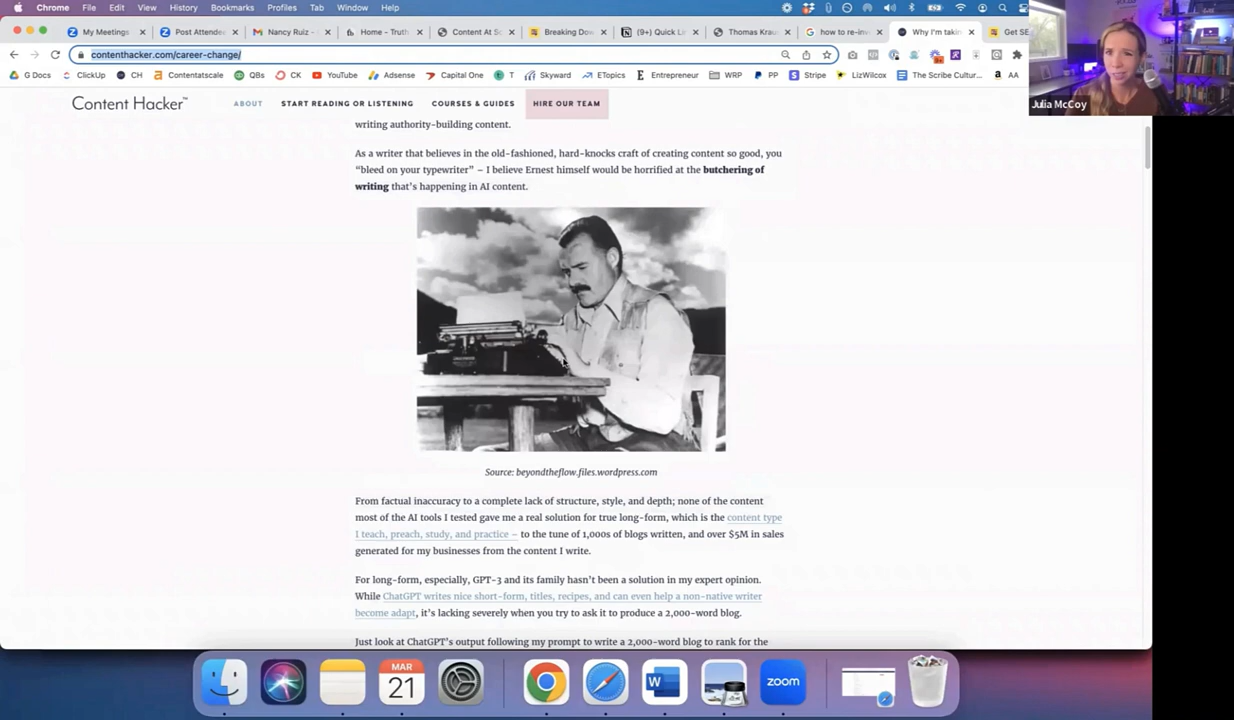 Chrome File Edit View History Bookmarks Profiles Tab Window Help
My Meetings Post Attende Nancy Ruiz - Home - Truth Content At Sc Breaking Dow (9+) Quick Li Thomas Krau how to re-inv Why I'm takin Get SE
contenthacker.com/career-change/
G Docs ClickUp CH Contentatscale QBs CK YouTube Adsense Capital One T Skyward ETopics Entrepreneur WRP PP Stripe LizWilcox The Scribe Cultur... AA
Julia McCoy
Content Hacker™ ABOUT START READING OR LISTENING COURSES & GUIDES HIRE OUR TEAM
writing authority-building content.
As a writer that believes in the old-fashioned, hard-knocks craft of creating content so good, you
“bleed on your typewriter” – I believe Ernest himself would be horrified at the butchering of
writing that’s happening in AI content.
Source: beyondtheflow.files.wordpress.com
From factual inaccuracy to a complete lack of structure, style, and depth; none of the content
most of the AI tools I tested gave me a real solution for true long-form, which is the content type
I teach, preach, study, and practice – to the tune of 1,000s of blogs written, and over $5M in sales
generated for my businesses from the content I write.
For long-form, especially, GPT-3 and its family hasn’t been a solution in my expert opinion.
While ChatGPT writes nice short-form, titles, recipes, and can even help a non-native writer
become adapt, it’s lacking severely when you try to ask it to produce a 2,000-word blog.
Just look at ChatGPT’s output following my prompt to write a 2,000-word blog to rank for the
MAR
21
W
zoom